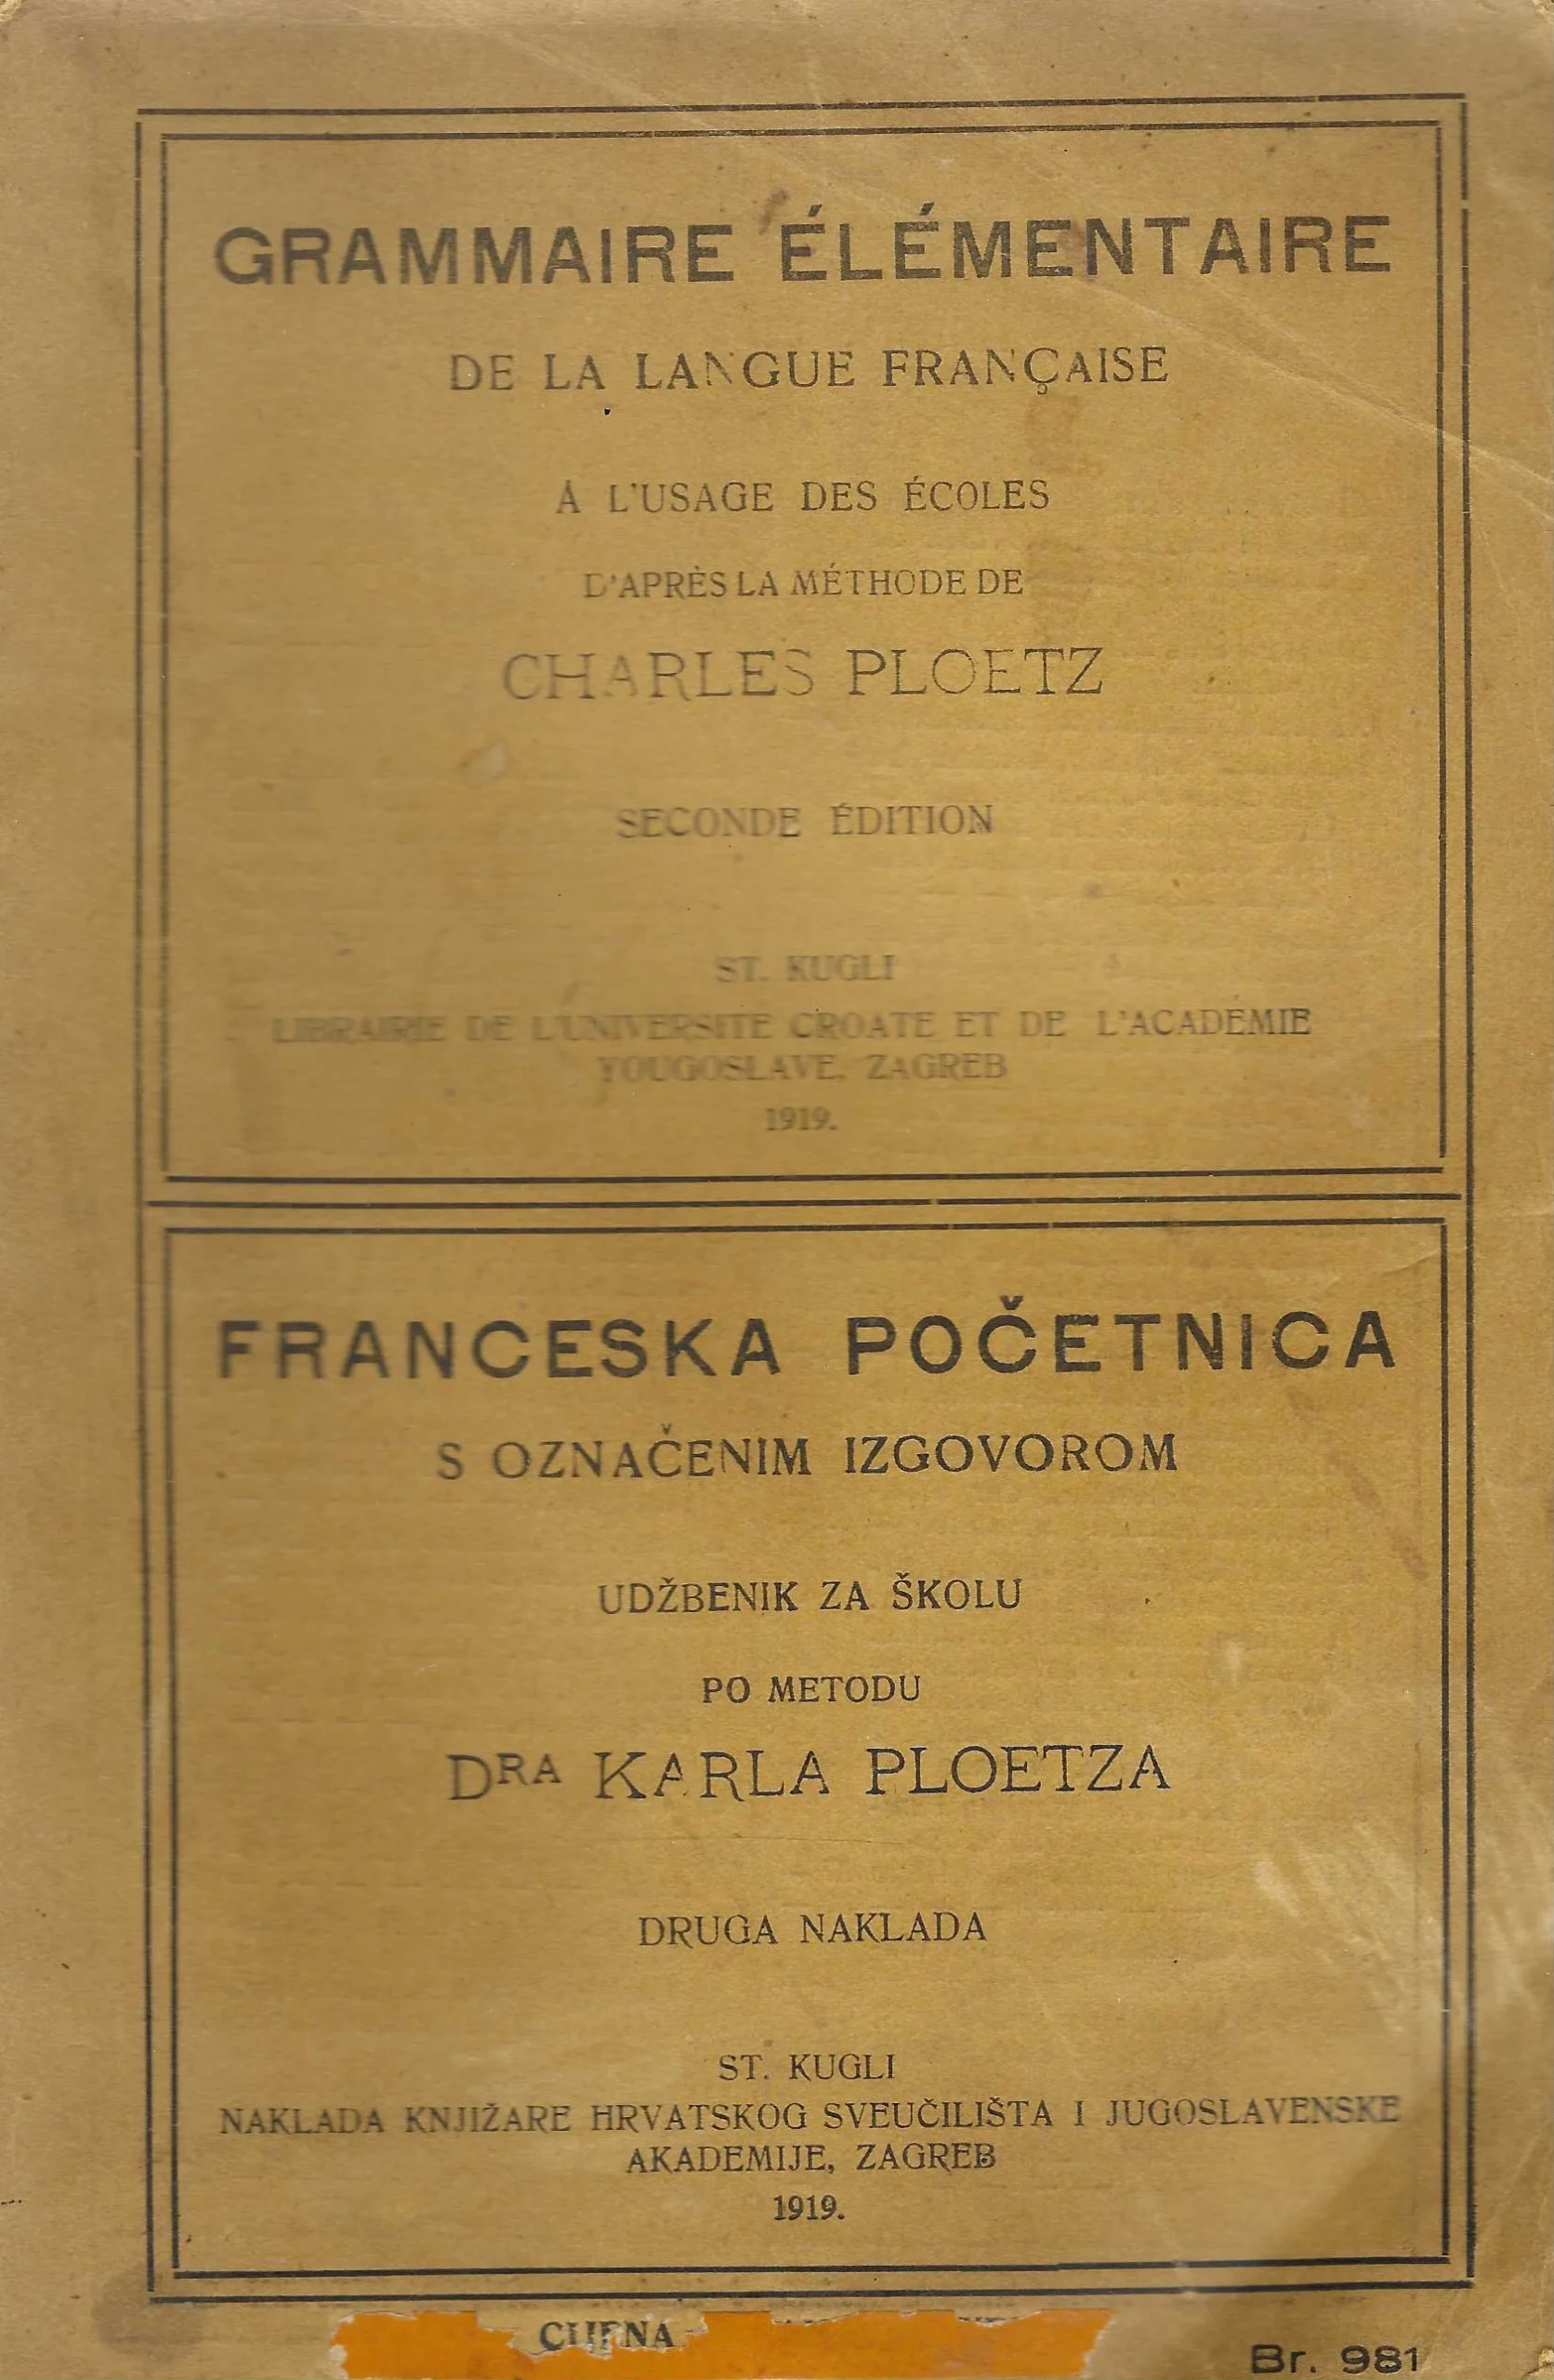 GRAMMAIRE ÉLÉMENTAIRE
DE LA LANGUE FRANÇAISE
À L'USAGE DES ÉCOLES
D'APRÈS LA MÉTHODE DE
CHARLES PLOETZ
SECONDE ÉDITION
ST. KUGLI
LIBRAIRIE DE L'UNIVERSITÉ CROATE ET DE L'ACADÉMIE
YOUGOSLAVE, ZAGREB
1919.
FRANCESKA POČETNICA
S OZNAČENIM IZGOVOROM
UDŽBENIK ZA ŠKOLU
PO METODU
DRA KARLA PLOETZA
DRUGA NAKLADA
ST. KUGLI
NAKLADA KNJIŽARE HRVATSKOG SVEUČILIŠTA I JUGOSLAVENSKE
AKADEMIJE, ZAGREB
1919.
CIJENA
Br. 981